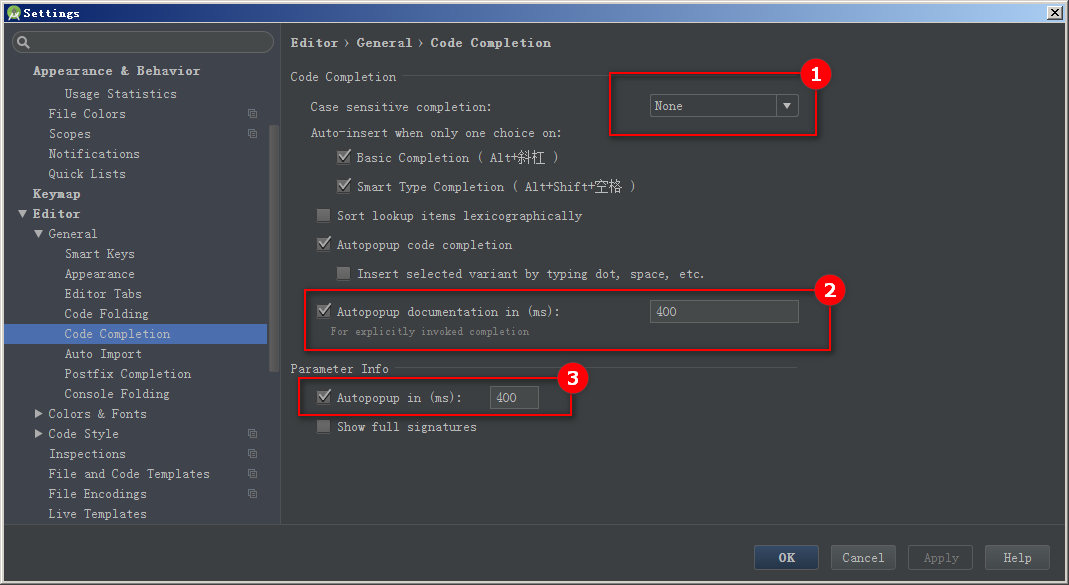 Settings
Appearance & Behavior
Usage Statistics
File Colors
Scopes
Notifications
Quick Lists
Keymap
Editor
General
Smart Keys
Appearance
Editor Tabs
Code Folding
Code Completion
Auto Import
Postfix Completion
Console Folding
Colors & Fonts
Code Style
Inspections
File and Code Templates
File Encodings
Live Templates
Editor › General › Code Completion
Code Completion
1
Case sensitive completion: None
Auto-insert when only one choice on:
Basic Completion ( Alt+斜杠 )
Smart Type Completion ( Alt+Shift+空格 )
Sort lookup items lexicographically
Autopopup code completion
Insert selected variant by typing dot, space, etc.
2
Autopopup documentation in (ms): 400
For explicitly invoked completion
Parameter Info
3
Autopopup in (ms): 400
Show full signatures
OK Cancel Apply Help